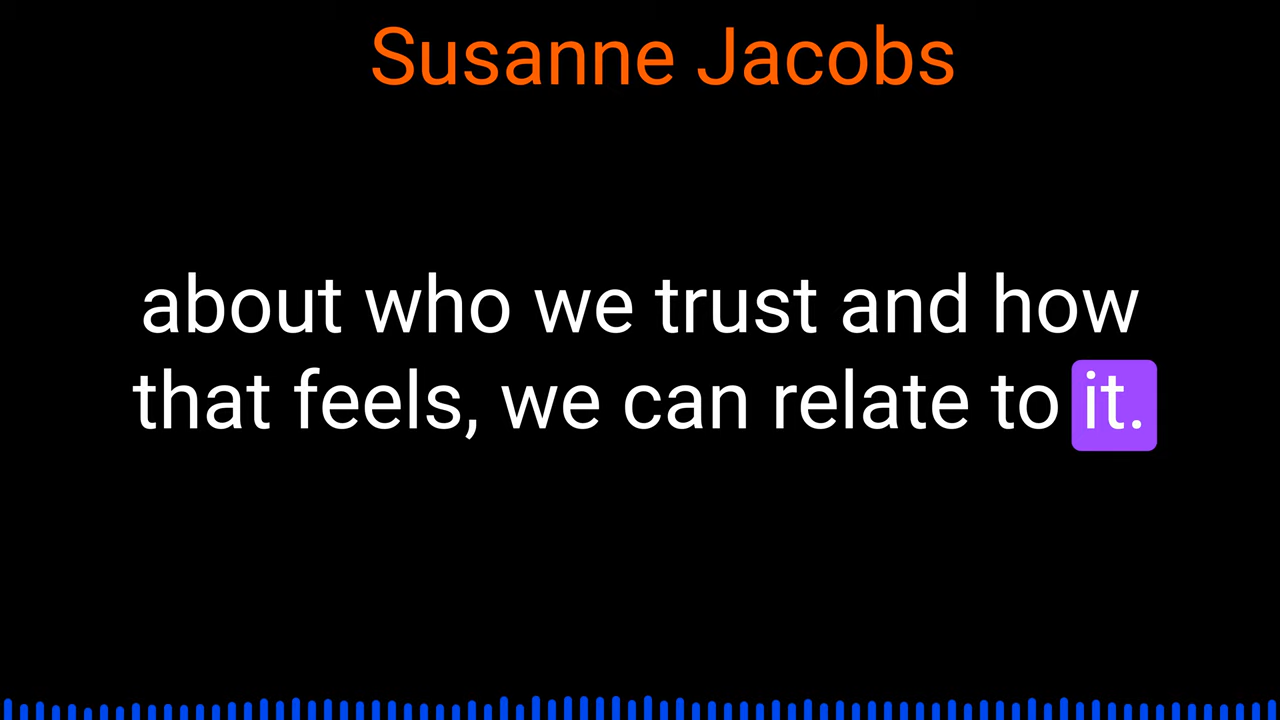 Susanne Jacobs
about who we trust and how
that feels, we can relate to it.